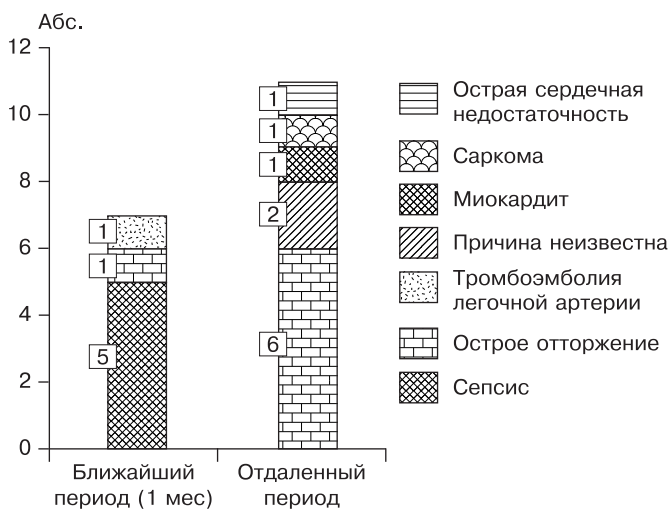 Абс.
12
10
8
6
4
2
0
1
1
5
1
1
1
2
6
Ближайший
период (1 мес)
Отдаленный
период
Острая сердечная
недостаточность
Саркома
Миокардит
Причина неизвестна
Тромбоэмболия
легочной артерии
Острое отторжение
Сепсис